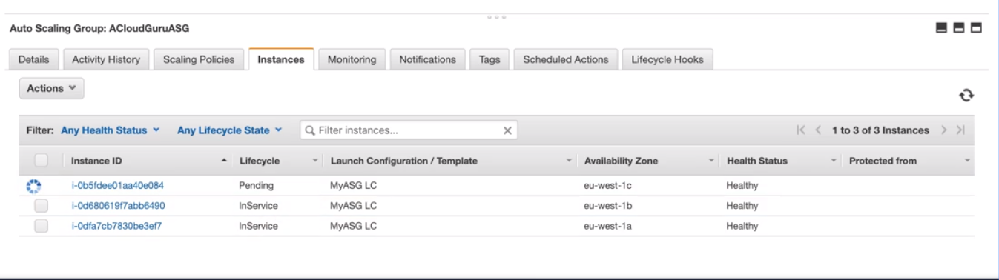 Auto Scaling Group: ACloudGuruASG
Details Activity History Scaling Policies Instances Monitoring Notifications Tags Scheduled Actions Lifecycle Hooks
Actions
Filter: Any Health Status Any Lifecycle State Filter instances... 1 to 3 of 3 Instances
Instance ID Lifecycle Launch Configuration / Template Availability Zone Health Status Protected from
i-0b5fdee01aa40e084 Pending MyASG LC eu-west-1c Healthy
i-0d680619f7abb6490 InService MyASG LC eu-west-1b Healthy
i-0dfa7cb7830be3ef7 InService MyASG LC eu-west-1a Healthy